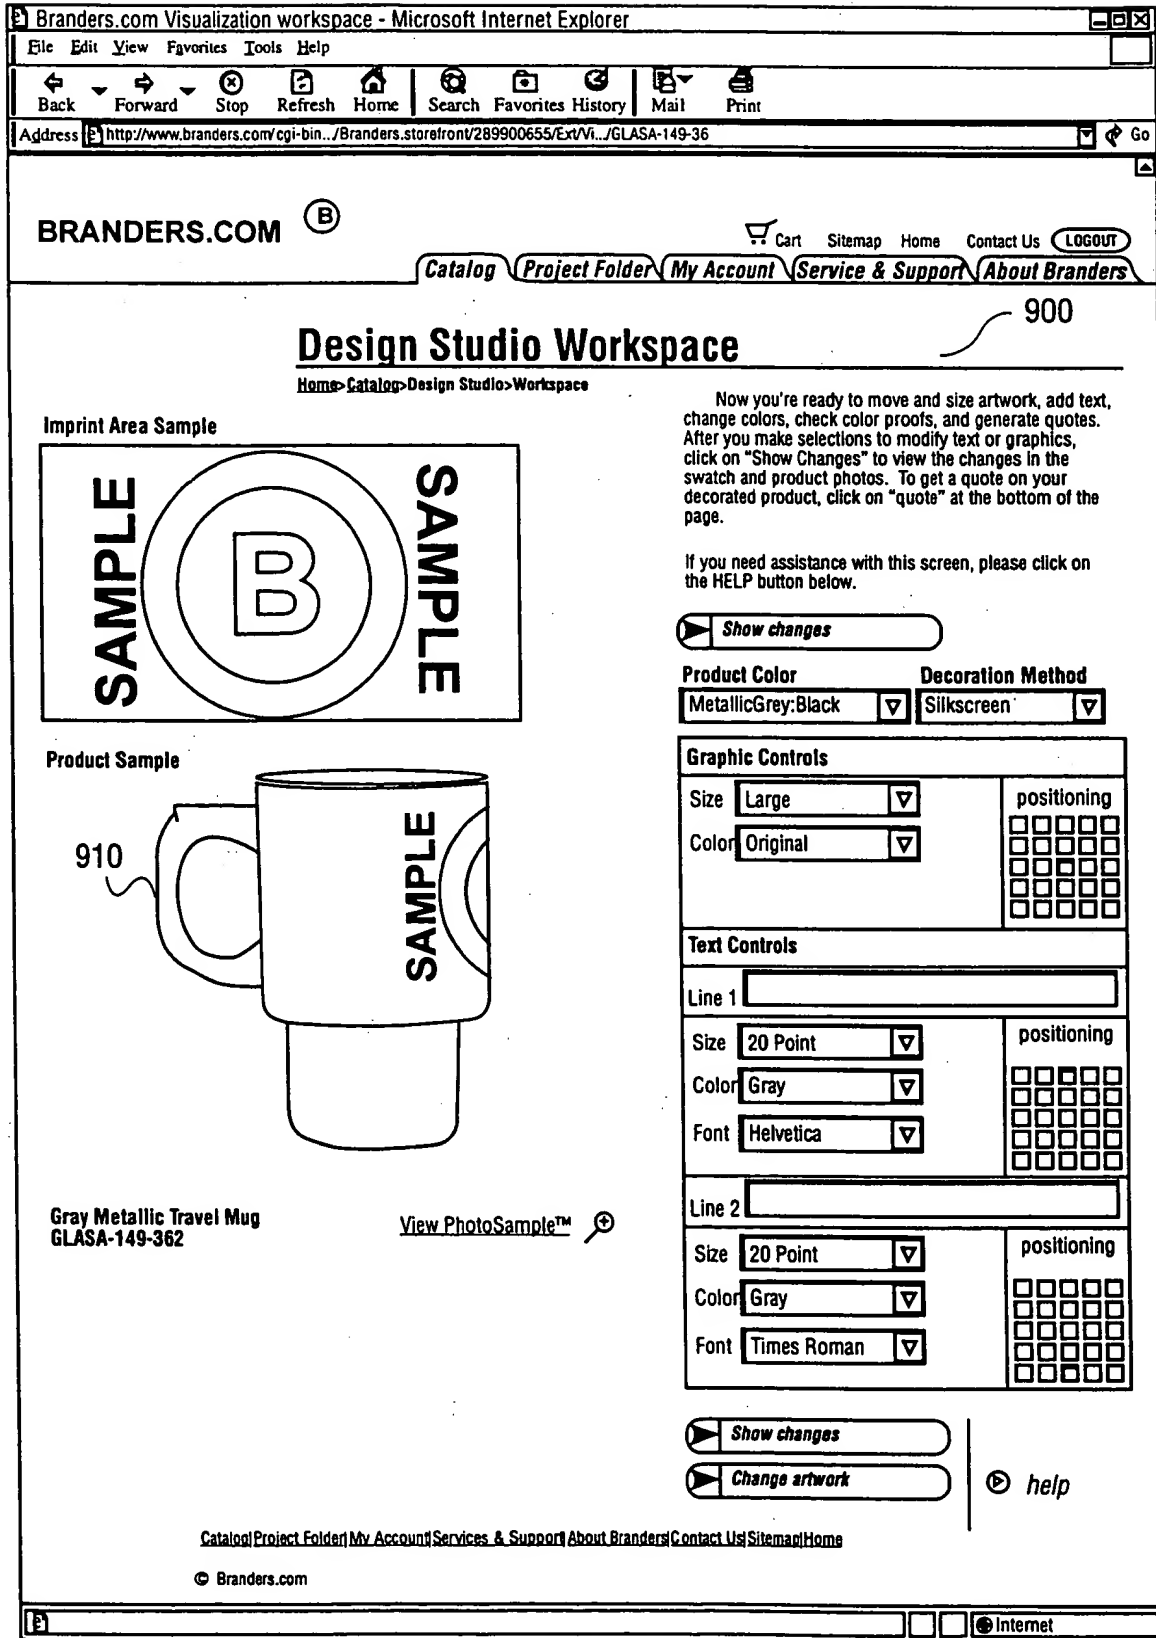 Branders.com Visualization workspace - Microsoft Internet Explorer
File Edit View Favorites Tools Help
Back Forward Stop Refresh Home Search Favorites History Mail Print
Address http://www.branders.com/cgi-bin.../Branders.storefront/289900655/Ext/Vi.../GLASA-149-36 Go
BRANDERS.COM B
Cart Sitemap Home Contact Us LOGOUT
Catalog Project Folder My Account Service & Support About Branders
900
Design Studio Workspace
Home>Catalog>Design Studio>Workspace
Now you're ready to move and size artwork, add text,
change colors, check color proofs, and generate quotes.
After you make selections to modify text or graphics,
click on "Show Changes" to view the changes in the
swatch and product photos. To get a quote on your
decorated product, click on "quote" at the bottom of the
page.
If you need assistance with this screen, please click on
the HELP button below.
Imprint Area Sample
SAMPLE
B
SAMPLE
Show changes
Product Color Decoration Method
MetallicGrey:Black Silkscreen
Product Sample
910
SAMPLE
Graphic Controls
Size Large positioning
Color Original
Text Controls
Line 1
Size 20 Point positioning
Color Gray
Font Helvetica
Line 2
Size 20 Point positioning
Color Gray
Font Times Roman
Gray Metallic Travel Mug
GLASA-149-362
View PhotoSample™
Show changes
Change artwork
help
Catalog|Project Folder|My Account|Services & Support|About Branders|Contact Us|Sitemap|Home
© Branders.com
Internet